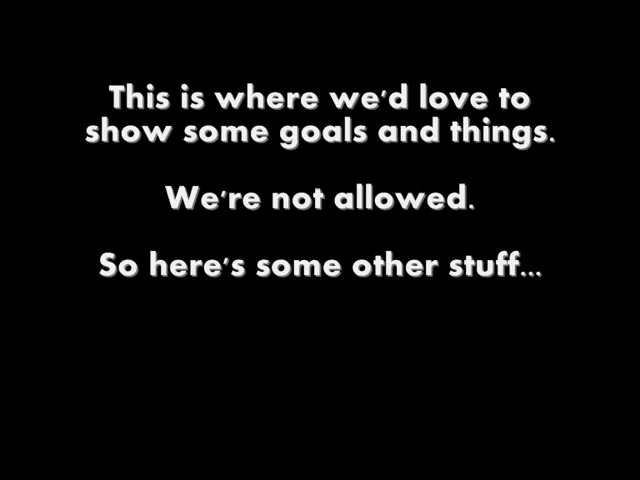 This is where we'd love to
show some goals and things.
We're not allowed.
So here's some other stuff...